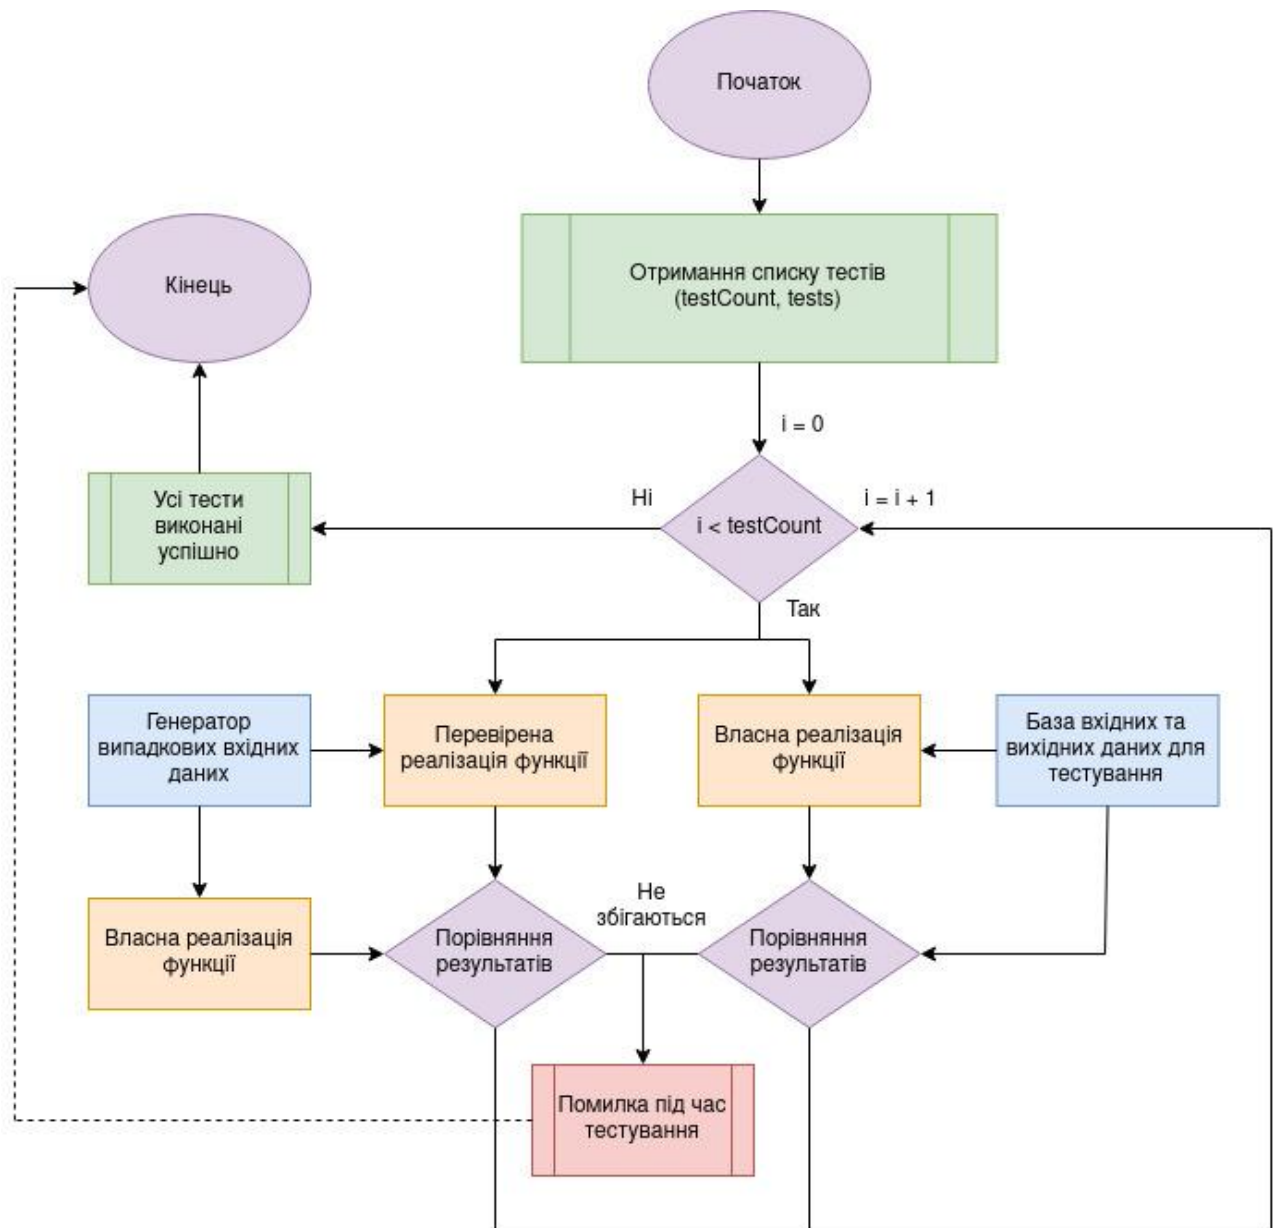 Початок
Отримання списку тестів
(testCount, tests)
Кінець
i = 0
Усі тести
виконані
успішно
Ні
i < testCount
i = i + 1
Так
Генератор
випадкових вхідних
даних
Перевірена
реалізація функції
Власна реалізація
функції
База вхідних та
вихідних даних для
тестування
Власна реалізація
функції
Порівняння
результатів
Не
збігаються
Порівняння
результатів
Помилка під час
тестування